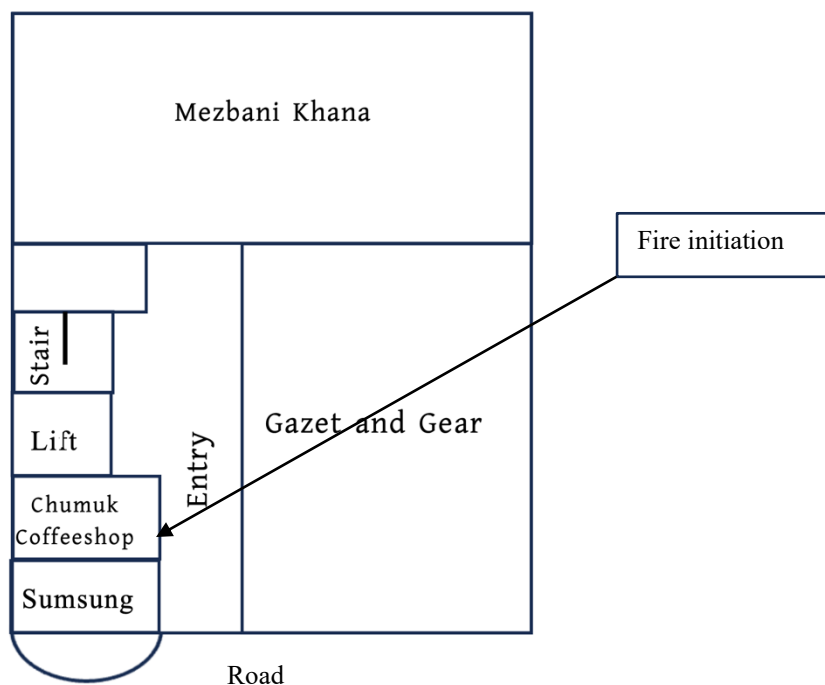 Mezbani Khana
Fire initiation
Stair
Gazet and Gear
Lift
Entry
Chumuk
Coffeeshop
Sumsung
Road